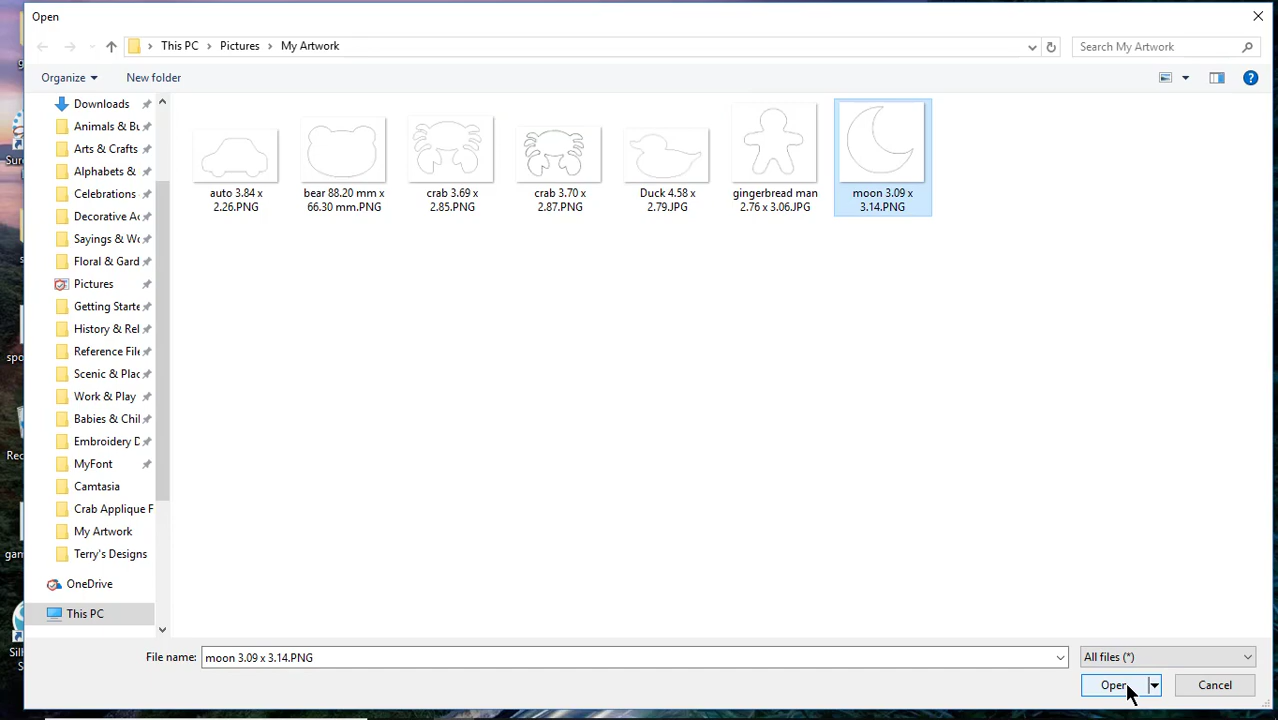 Open
This PC > Pictures > My Artwork
Search My Artwork
Organize
New folder
Downloads
Animals & Bu
Arts & Crafts
Alphabets &
Celebrations
Decorative Ac
Sayings & Wo
Floral & Gard
Pictures
Getting Starte
History & Rel
Reference File
Scenic & Plac
Work & Play
Babies & Chil
Embroidery D
MyFont
Camtasia
Crab Applique F
My Artwork
Terry's Designs
OneDrive
This PC
auto 3.84 x
2.26.PNG
bear 88.20 mm x
66.30 mm.PNG
crab 3.69 x
2.85.PNG
crab 3.70 x
2.87.PNG
Duck 4.58 x
2.79.JPG
gingerbread man
2.76 x 3.06.JPG
moon 3.09 x
3.14.PNG
File name:
moon 3.09 x 3.14.PNG
All files (*)
Open
Cancel